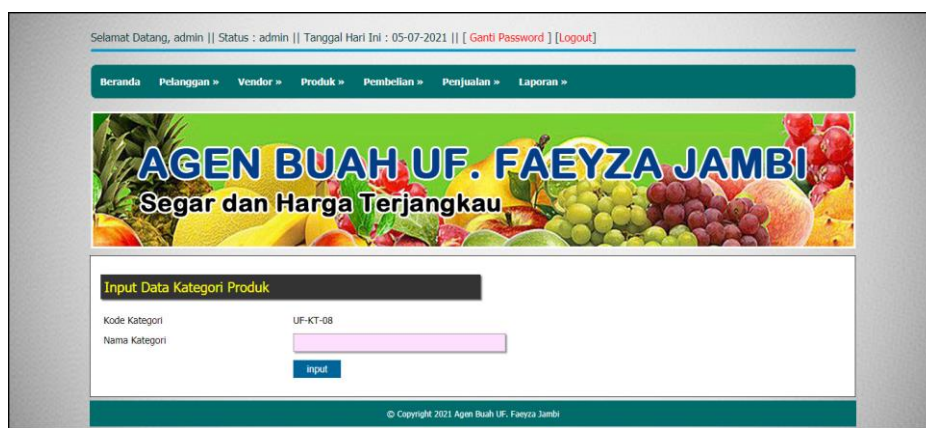 Selamat Datang, admin || Status : admin || Tanggal Hari Ini : 05-07-2021 || [ Ganti Password ] [Logout]
Beranda Pelanggan » Vendor » Produk » Pembelian » Penjualan » Laporan »
AGEN BUAH UF. FAEYZA JAMBI
Segar dan Harga Terjangkau
Input Data Kategori Produk
Kode Kategori UF-KT-08
Nama Kategori
input
© Copyright 2021 Agen Buah UF. Faeyza Jambi